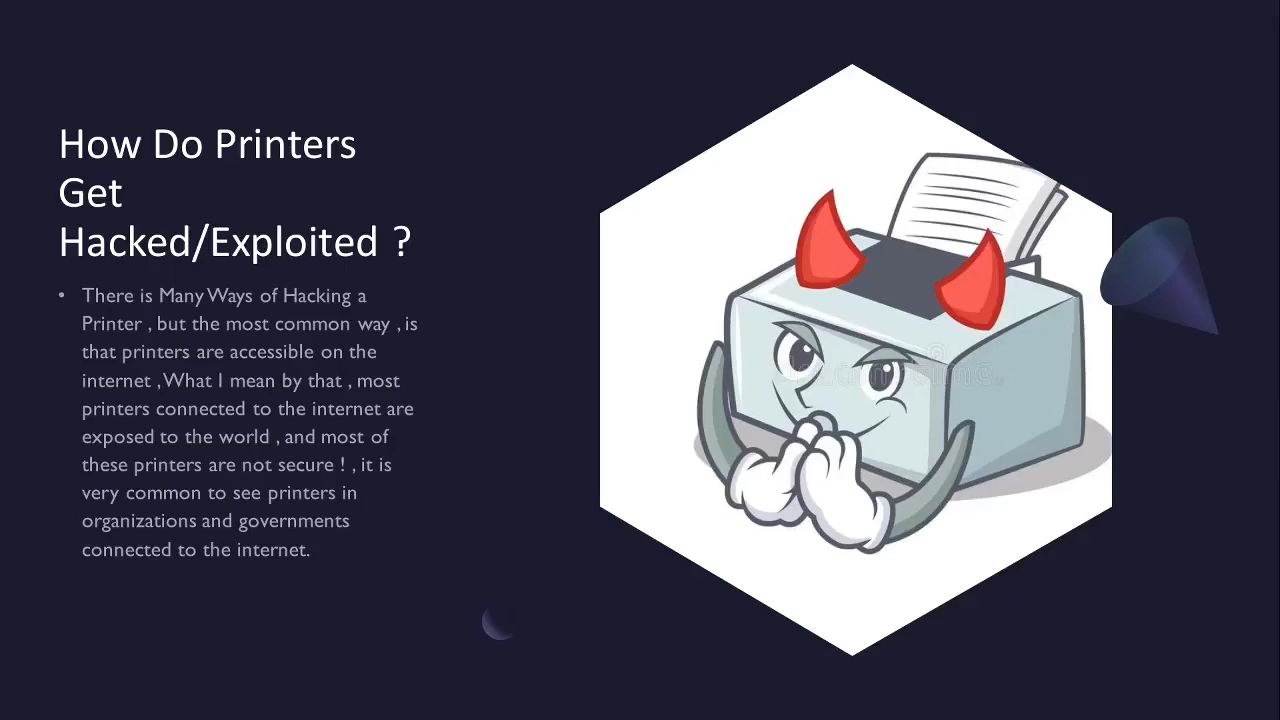 How Do Printers
Get
Hacked/Exploited ?
• There is Many Ways of Hacking a
Printer , but the most common way , is
that printers are accessible on the
internet , What I mean by that , most
printers connected to the internet are
exposed to the world , and most of
these printers are not secure ! , it is
very common to see printers in
organizations and governments
connected to the internet.